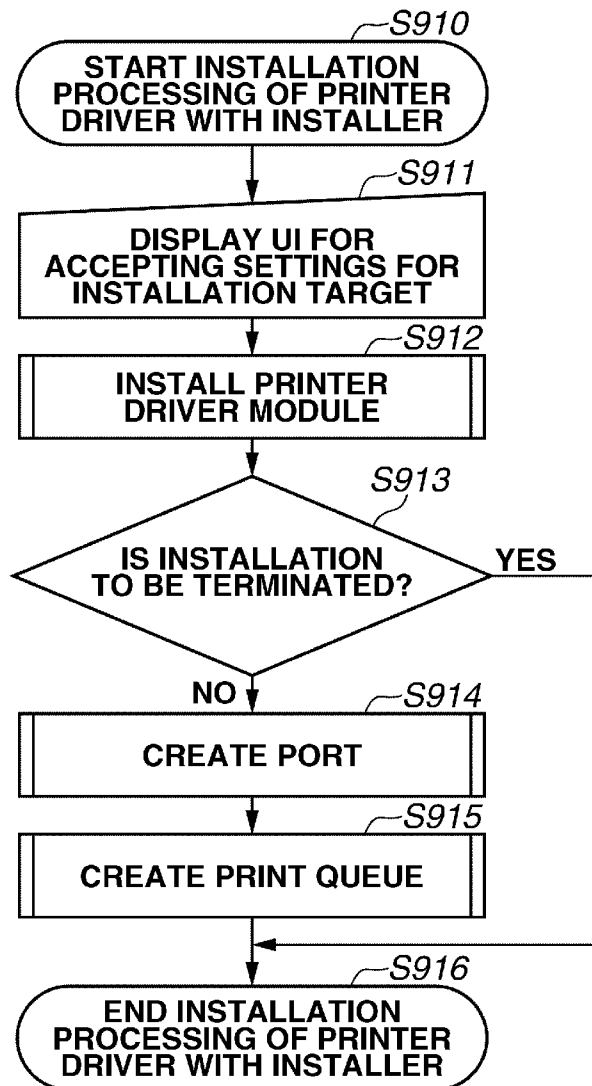 S910
START INSTALLATION
PROCESSING OF PRINTER
DRIVER WITH INSTALLER
S911
DISPLAY UI FOR
ACCEPTING SETTINGS FOR
INSTALLATION TARGET
S912
INSTALL PRINTER
DRIVER MODULE
S913
IS INSTALLATION
TO BE TERMINATED?
YES
NO
S914
CREATE PORT
S915
CREATE PRINT QUEUE
S916
END INSTALLATION
PROCESSING OF PRINTER
DRIVER WITH INSTALLER